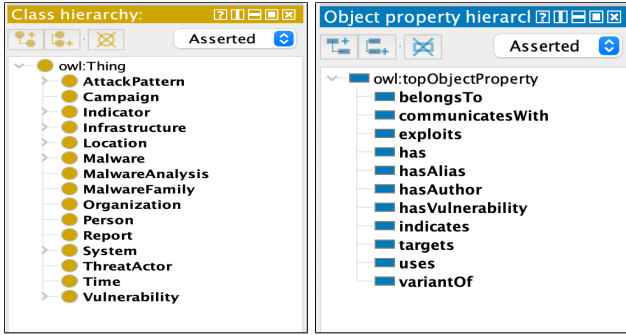 Class hierarchy:
Asserted
owl:Thing
AttackPattern
Campaign
Indicator
Infrastructure
Location
Malware
MalwareAnalysis
MalwareFamily
Organization
Person
Report
System
ThreatActor
Time
Vulnerability
Object property hierarcl
Asserted
owl:topObjectProperty
belongsTo
communicatesWith
exploits
has
hasAlias
hasAuthor
hasVulnerability
indicates
targets
uses
variantOf